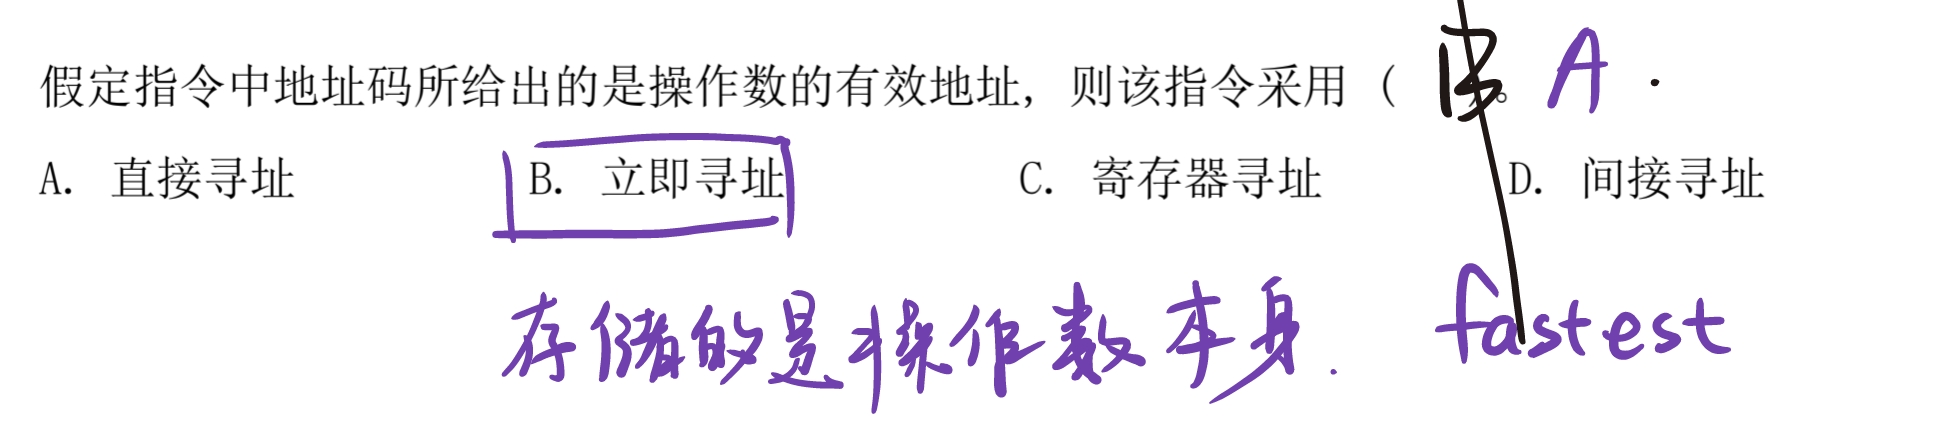 假定指令中地址码所给出的是操作数的有效地址，则该指令采用（ B )。 A .
A. 直接寻址 B. 立即寻址 C. 寄存器寻址 D. 间接寻址
存储的是操作数本身. fastest